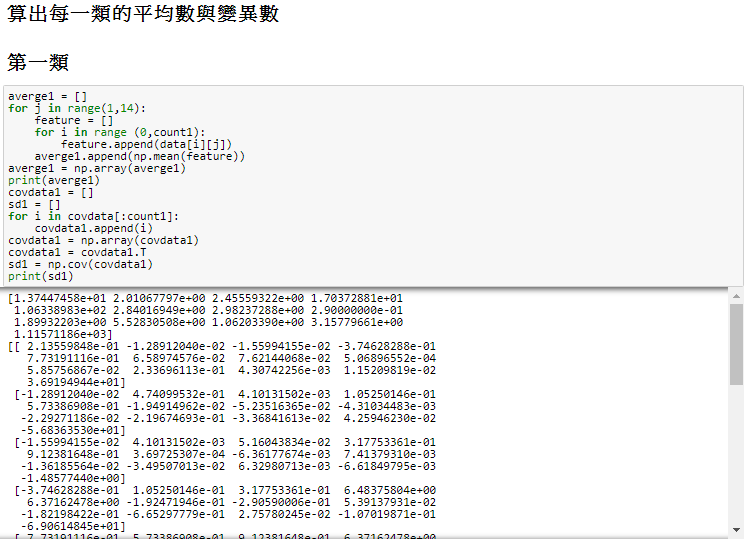 算出每一類的平均數與變異數
第一類
averge1 = []
for j in range(1,14):
    feature = []
    for i in range (0,count1):
        feature.append(data[i][j])
    averge1.append(np.mean(feature))
averge1 = np.array(averge1)
print(averge1)
covdata1 = []
sd1 = []
for i in covdata[:count1]:
    covdata1.append(i)
covdata1 = np.array(covdata1)
covdata1 = covdata1.T
sd1 = np.cov(covdata1)
print(sd1)
[1.37447458e+01 2.01067797e+00 2.45559322e+00 1.70372881e+01
 1.06338983e+02 2.84016949e+00 2.98237288e+00 2.90000000e-01
 1.89932203e+00 5.52830508e+00 1.06203390e+00 3.15779661e+00
 1.11571186e+03]
[[ 2.13559848e-01 -1.28912040e-02 -1.55994155e-02 -3.74628288e-01
   7.73191116e-01  6.58974576e-02  7.62144068e-02  5.06896552e-04
   5.85756867e-02  2.33696113e-01  4.30742256e-03  1.15209819e-02
   3.69194944e+01]
 [-1.28912040e-02  4.74099532e-01  4.10131502e-03  1.05250146e-01
   5.73386908e-01 -1.94914962e-02 -5.23516365e-02 -4.31034483e-03
  -2.29271186e-02 -2.19674693e-01 -3.36841613e-02  4.25946230e-02
  -5.68363530e+01]
 [-1.55994155e-02  4.10131502e-03  5.16043834e-02  3.17753361e-01
   9.12381648e-01  3.69725307e-04 -6.36177674e-03  7.41379310e-03
  -1.36185564e-02 -3.49507013e-02  6.32980713e-03 -6.61849795e-03
  -1.48577440e+00]
 [-3.74628288e-01  1.05250146e-01  3.17753361e-01  6.48375804e+00
   6.37162478e+00 -1.92471946e-01 -2.90590006e-01  5.39137931e-02
  -1.82198422e-01 -6.65297779e-01  2.75780245e-02 -1.07019871e-01
  -6.90614845e+01]
 [ 7.73191116e-01  5.73386908e-01  9.12381648e-01  6.37162478e+00